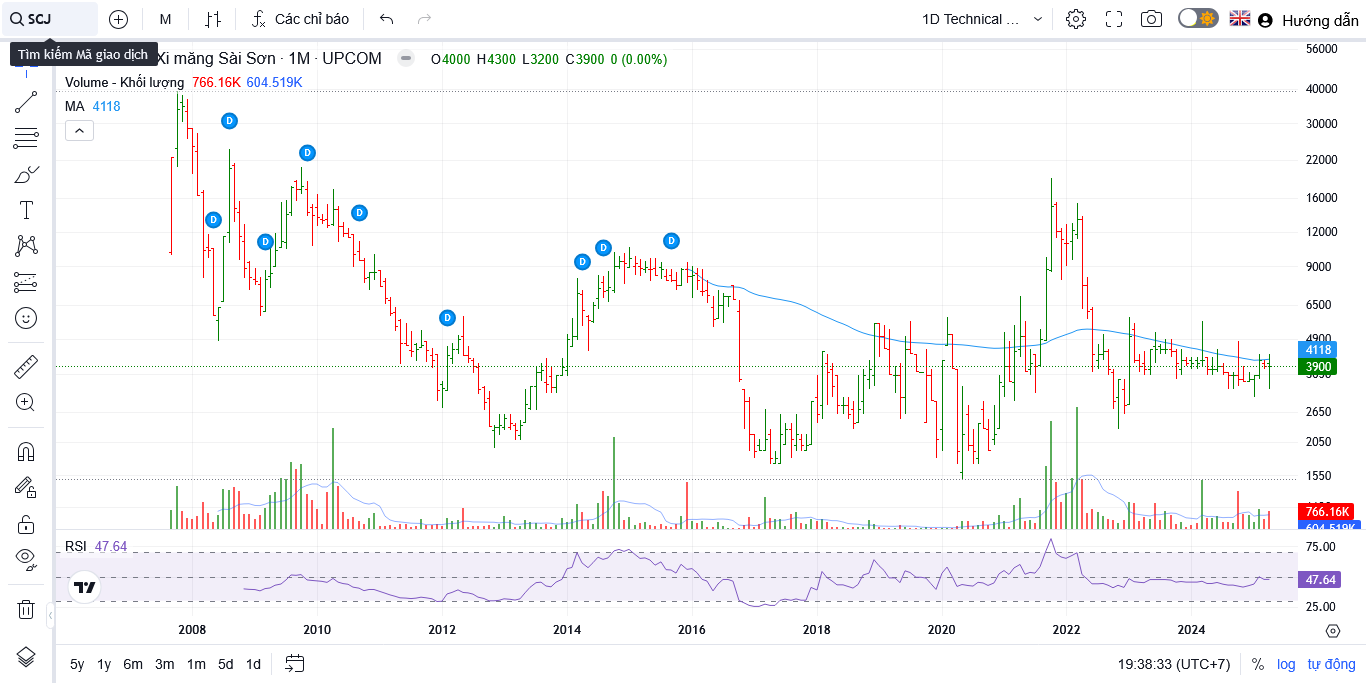 SCJ
M
Các chỉ báo
1D Technical ...
Hướng dẫn
Tìm kiếm Mã giao dịch
Xi măng Sài Sơn · 1M · UPCOM
O4000 H4300 L3200 C3900 0 (0.00%)
Volume - Khối lượng 766.16K 604.519K
MA 4118
D
D
D
D
D
D
D
D
D
56000
40000
30000
22000
16000
12000
9000
6500
4900
4118
3900
2650
2050
1550
766.16K
604.519K
RSI 47.64
75.00
47.64
25.00
2008 2010 2012 2014 2016 2018 2020 2022 2024
5y 1y 6m 3m 1m 5d 1d
19:38:33 (UTC+7)
% log tự động